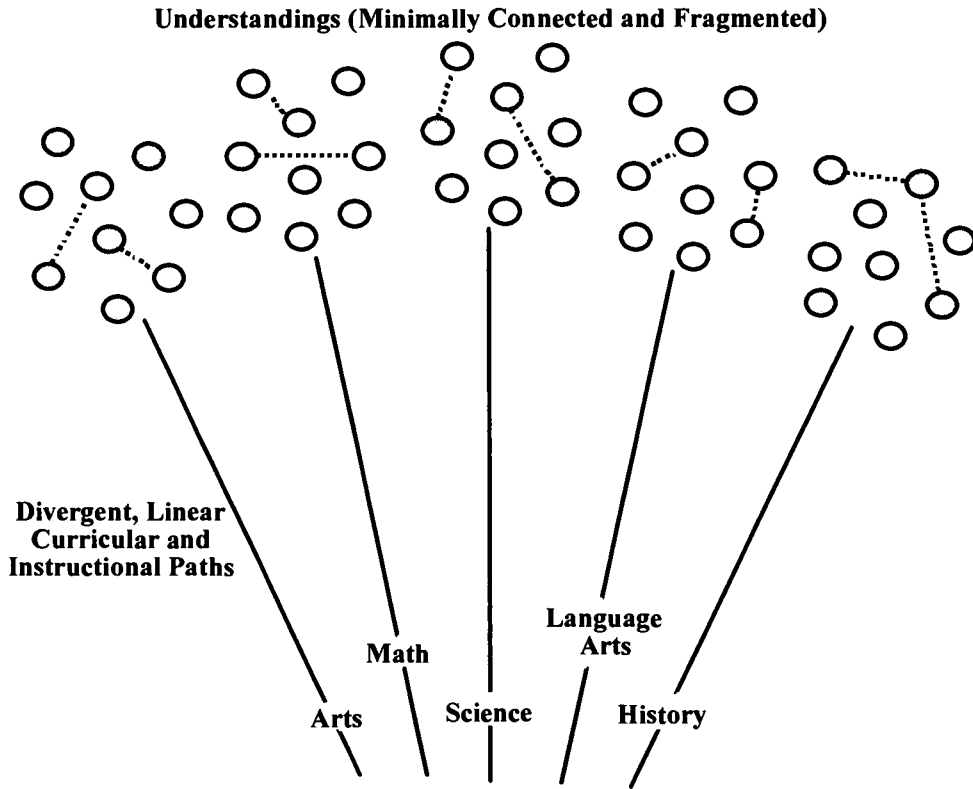 Understandings (Minimally Connected and Fragmented)
Divergent, Linear
Curricular and
Instructional Paths
Language
Arts
Math
Arts
Science
History